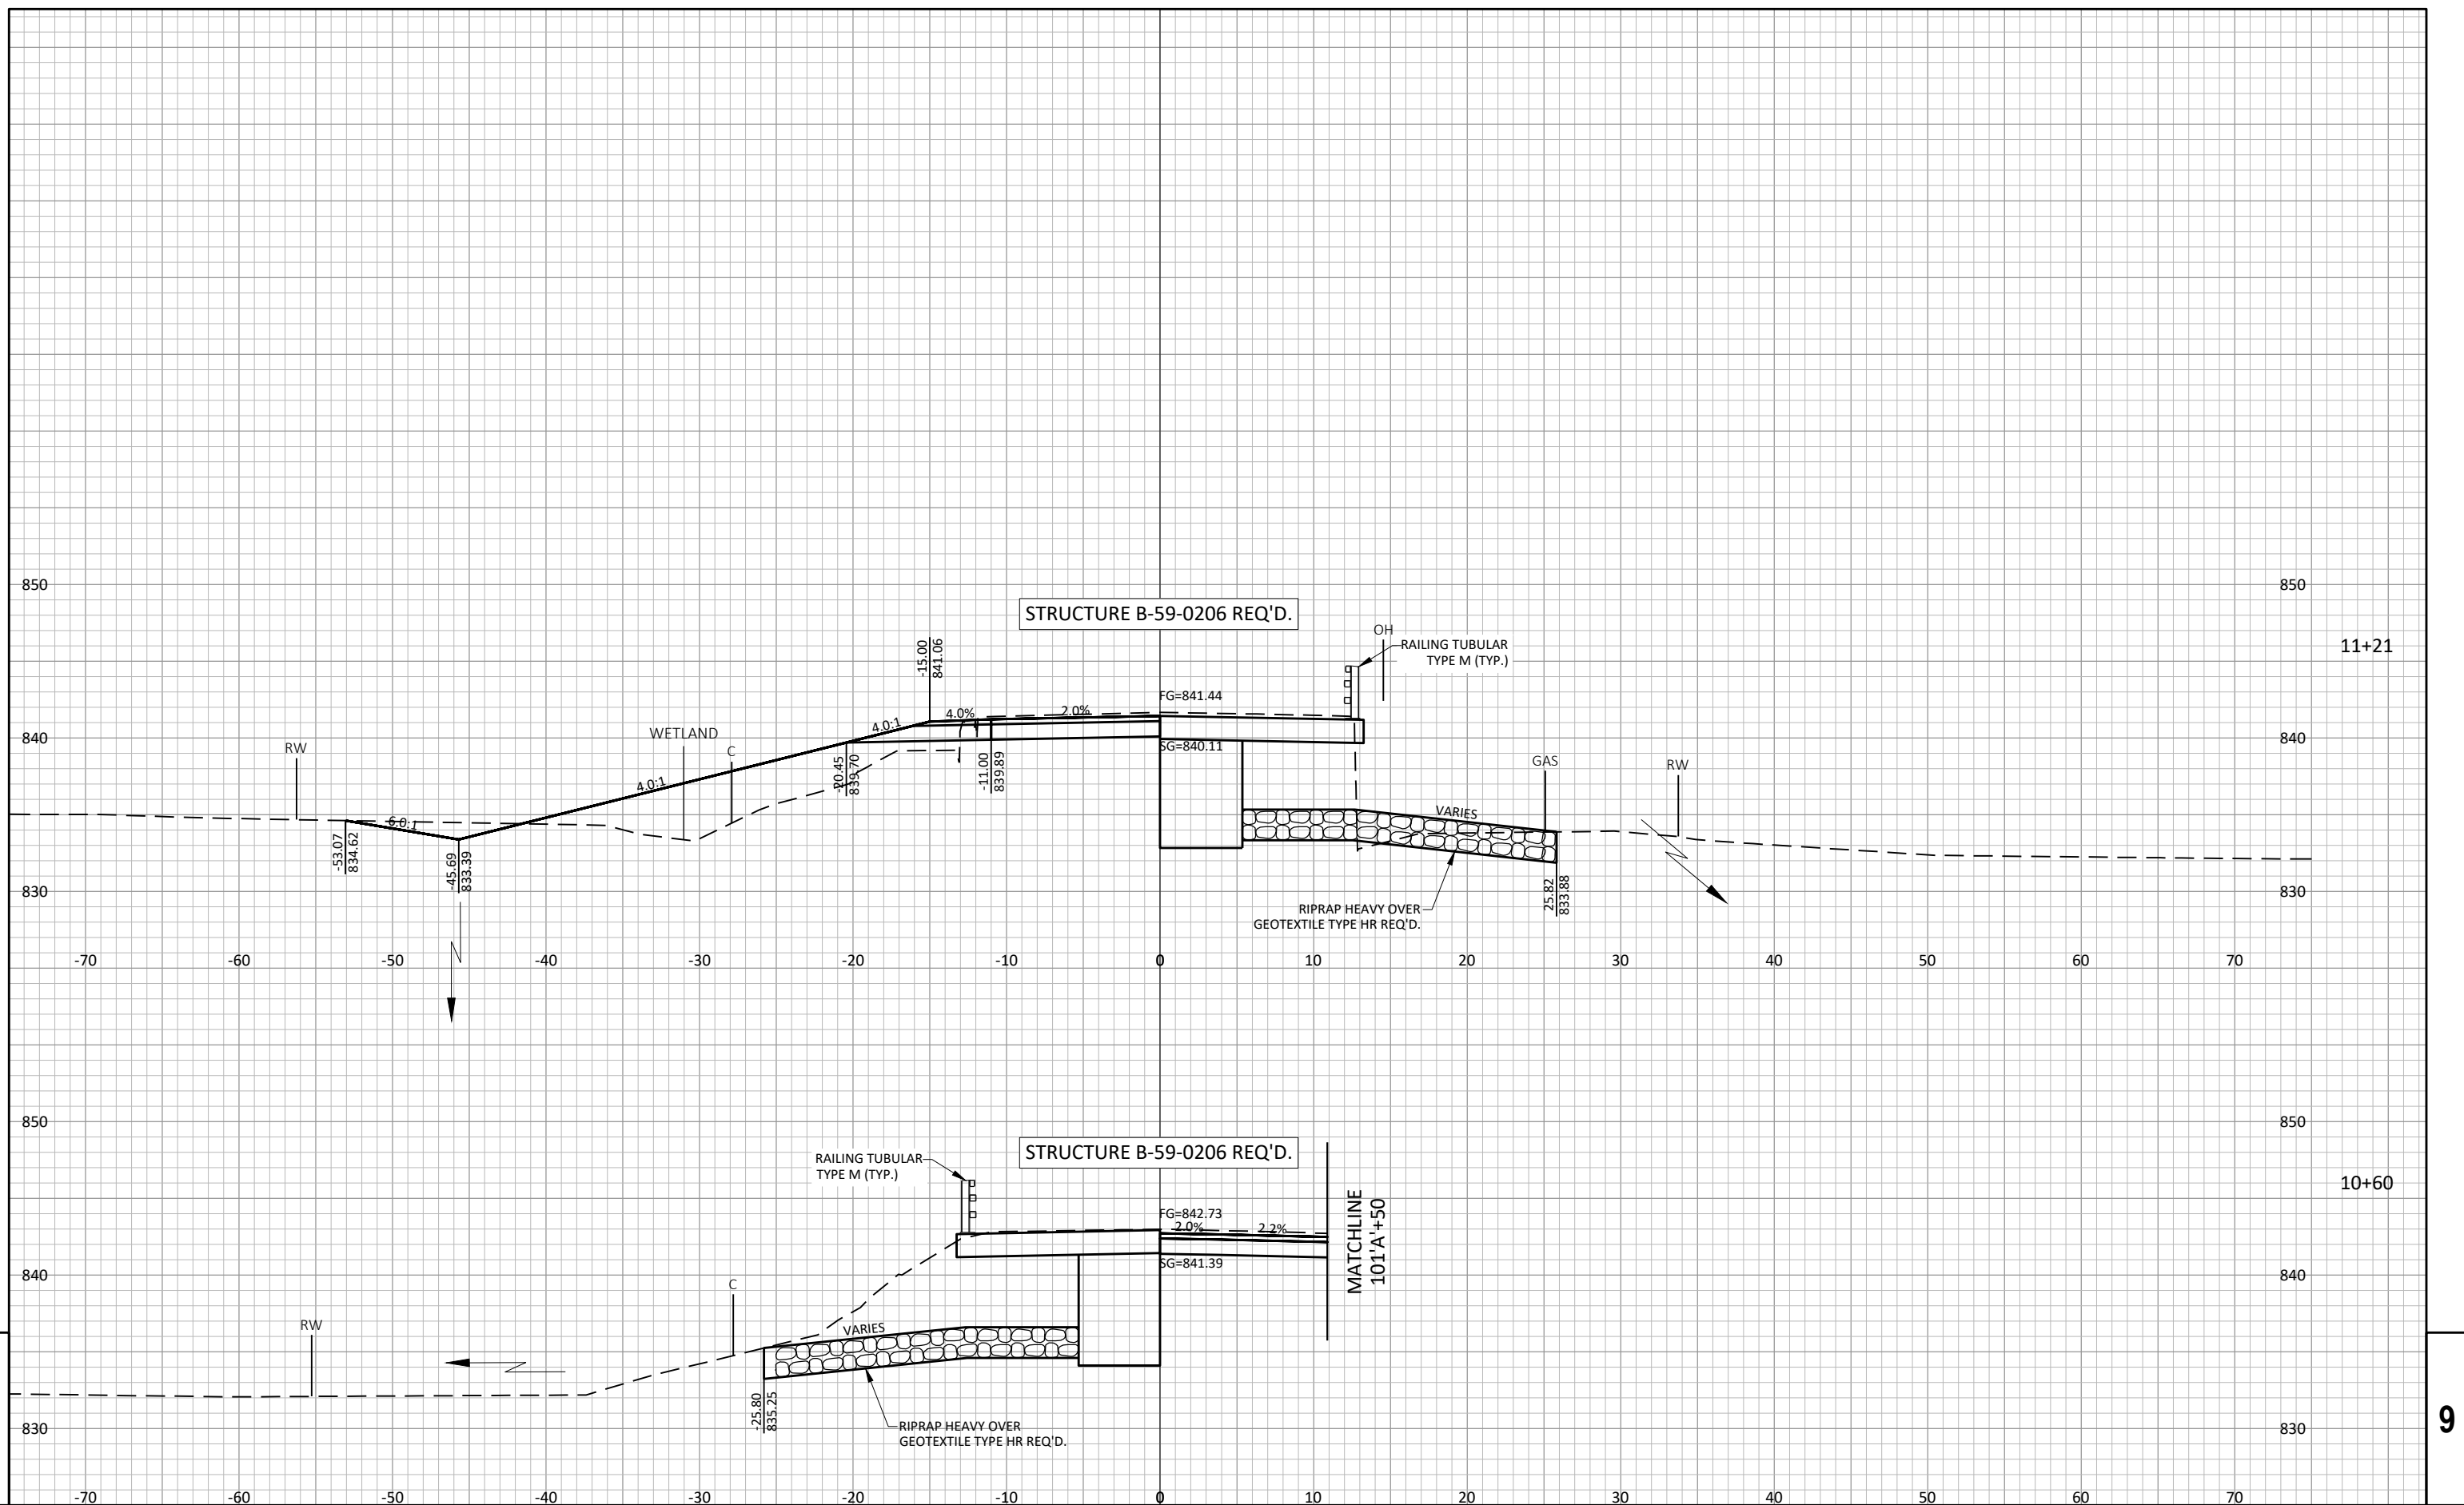 850
850
STRUCTURE B-59-0206 REQ'D.
OH
RAILING TUBULAR
TYPE M (TYP.)
11+21
-15.00
841.06
FG=841.44
4.0%
2.0%
4.0:1
WETLAND
C
RW
840
840
SG=840.11
-20.45
839.70
-11.00
839.89
GAS
RW
4.0:1
6.0:1
VARIES
-53.07
834.62
-45.69
833.39
830
830
25.82
833.88
RIPRAP HEAVY OVER
GEOTEXTILE TYPE HR REQ'D.
-70 -60 -50 -40 -30 -20 -10 0 10 20 30 40 50 60 70
850
850
STRUCTURE B-59-0206 REQ'D.
RAILING TUBULAR
TYPE M (TYP.)
10+60
MATCHLINE
101'A'+50
FG=842.73
2.0%
2.2%
840
840
SG=841.39
C
RW
VARIES
-25.80
835.25
RIPRAP HEAVY OVER
GEOTEXTILE TYPE HR REQ'D.
830
830
9
-70 -60 -50 -40 -30 -20 -10 0 10 20 30 40 50 60 70